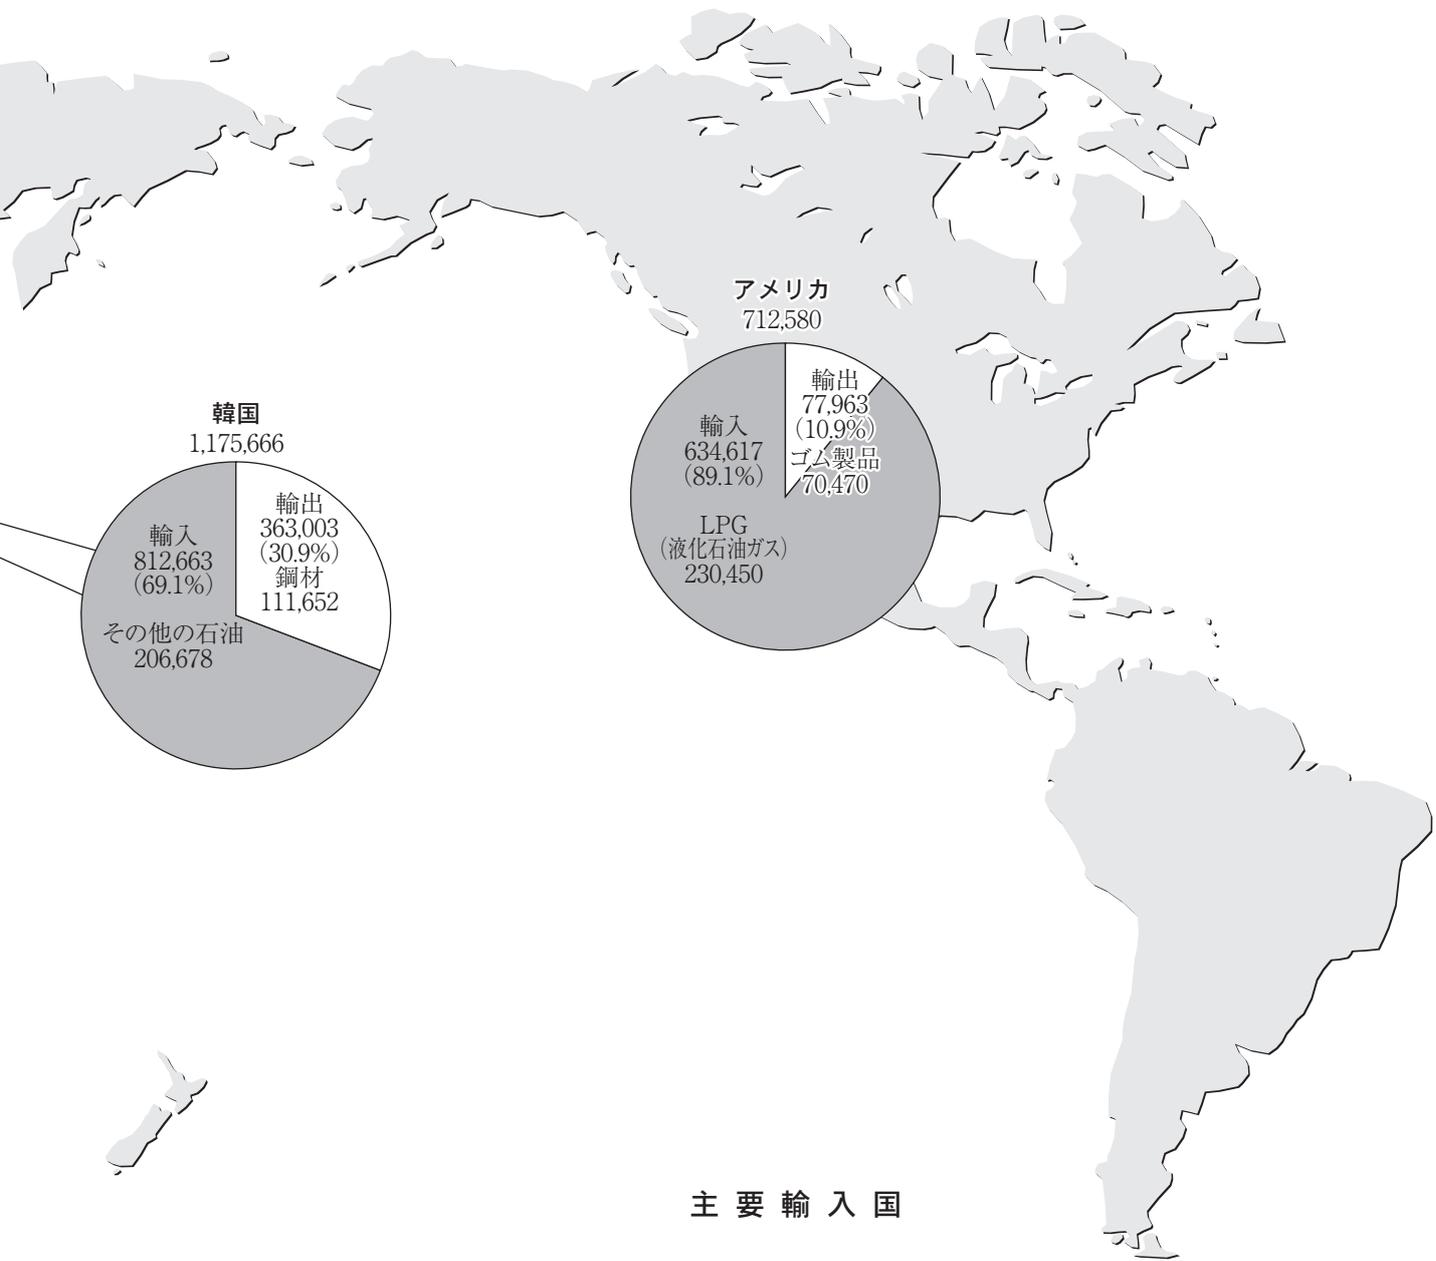 アメリカ
712,580
輸出
77,963
(10.9%)
ゴム製品
70,470
輸入
634,617
(89.1%)
LPG
(液化石油ガス)
230,450
韓国
1,175,666
輸出
363,003
(30.9%)
鋼材
111,652
輸入
812,663
(69.1%)
その他の石油
206,678
主要輸入国